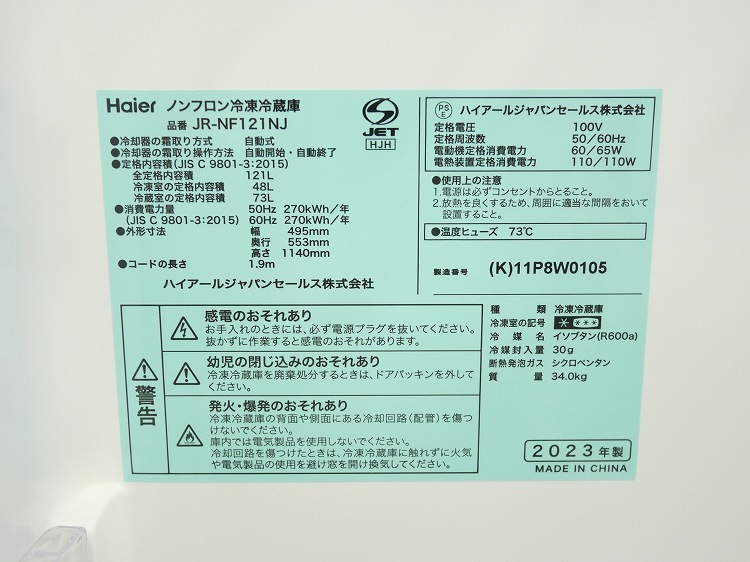 Haier ノンフロン冷凍冷蔵庫
品番 JR-NF121NJ
S
JET
HJH
●冷却器の霜取り方式 自動式
●冷却器の霜取り操作方法 自動開始・自動終了
●定格内容積(JIS C 9801-3:2015)
全定格内容積 121L
冷凍室の定格内容積 48L
冷蔵室の定格内容積 73L
●消費電力量 50Hz 270kWh/年
(JIS C 9801-3:2015) 60Hz 270kWh/年
●外形寸法 幅 495mm
奥行 553mm
高さ 1140mm
●コードの長さ 1.9m
ハイアールジャパンセールス株式会社
PS
E
ハイアールジャパンセールス株式会社
定格電圧 100V
定格周波数 50/60Hz
電動機定格消費電力 60/65W
電熱装置定格消費電力 110/110W
●使用上の注意
1.電源は必ずコンセントからとること。
2.放熱を良くするため、周囲に適当な間隔をおいて
設置すること。
●温度ヒューズ 73℃
製造番号 (K)11P8W0105
警告
感電のおそれあり
お手入れのときには、必ず電源プラグを抜いてください。
抜かずに作業すると感電のおそれがあります。
幼児の閉じ込みのおそれあり
冷凍冷蔵庫を廃棄処分するときは、ドアパッキンを外して
ください。
発火・爆発のおそれあり
冷凍冷蔵庫の背面や側面にある冷却回路(配管)を傷つ
けないでください。
庫内では電気製品を使用しないでください。
冷却回路を傷つけたときは、冷凍冷蔵庫に触れずに火気
や電気製品の使用を避け窓を開け換気してください。
種類 冷凍冷蔵庫
冷凍室の記号 * ***
冷媒 イソブタン(R600a)
冷媒封入量 30g
断熱発泡ガス シクロペンタン
質量 34.0kg
2023年製
MADE IN CHINA